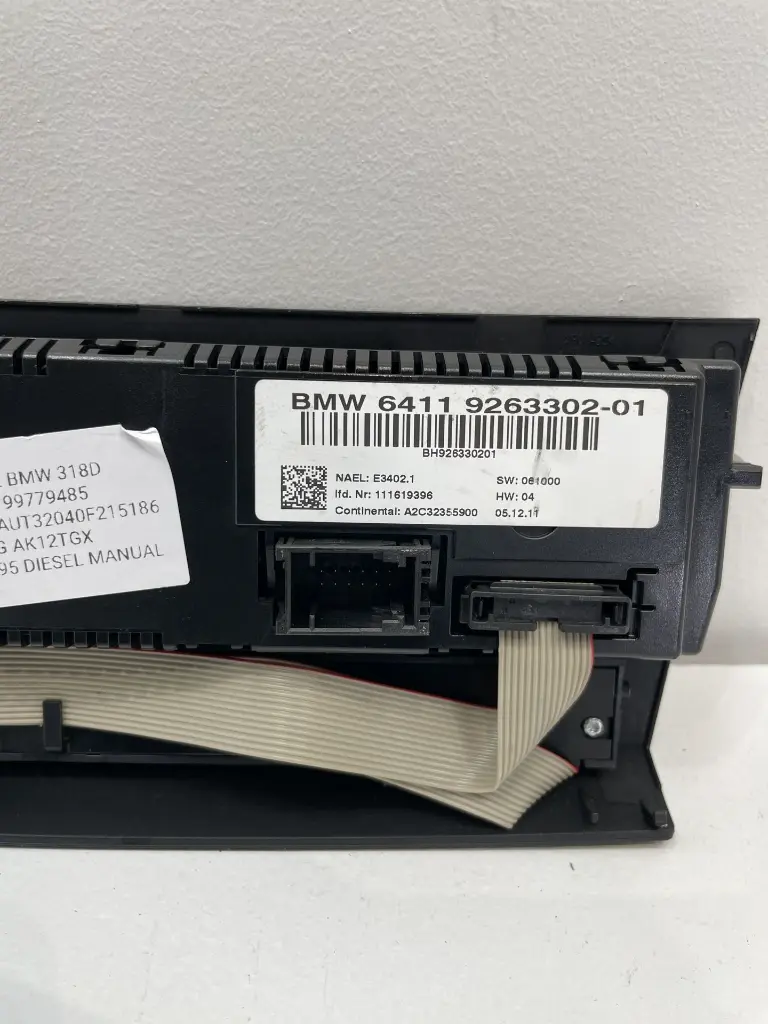 BMW 6411 9263302-01
BH926330201
NAEL: E3402.1 SW: 061000
lfd. Nr: 111619396 HW: 04
Continental: A2C32355900 05.12.11
BMW 318D
99779485
AUT32040F215186
G AK12TGX
95 DIESEL MANUAL